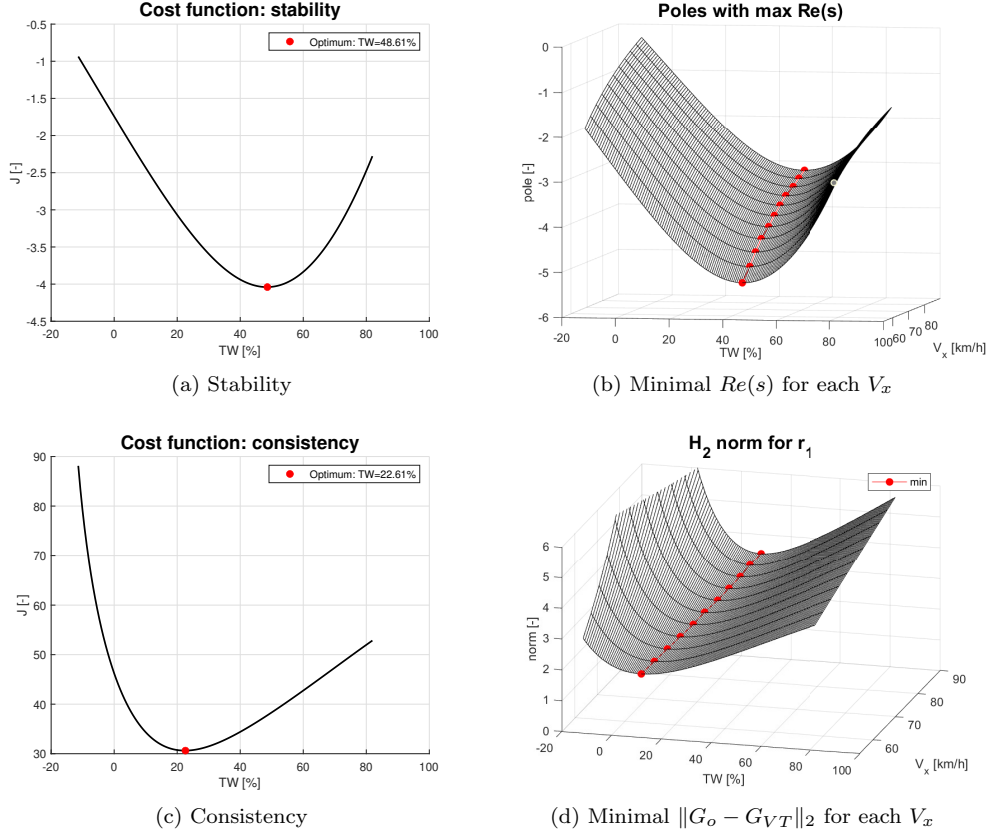 Cost function: stability
-0.5
-1
-1.5
-2
-2.5
-3
-3.5
-4
-4.5
J [-]
Optimum: TW=48.61%
-20 0 20 40 60 80 100
TW [%]
(a) Stability
Poles with max Re(s)
0
-1
-2
-3
-4
-5
-6
pole [-]
-20 0 20 40 60 80 100
TW [%]
60 70 80
V_x [km/h]
(b) Minimal Re(s) for each V_x
Cost function: consistency
90
80
70
60
50
40
30
J [-]
Optimum: TW=22.61%
-20 0 20 40 60 80 100
TW [%]
(c) Consistency
H_2 norm for r_1
min
6
5
4
3
2
1
0
norm [-]
-20 0 20 40 60 80 100
TW [%]
60 70 80 90
V_x [km/h]
(d) Minimal ‖G_o − G_{VT}‖_2 for each V_x